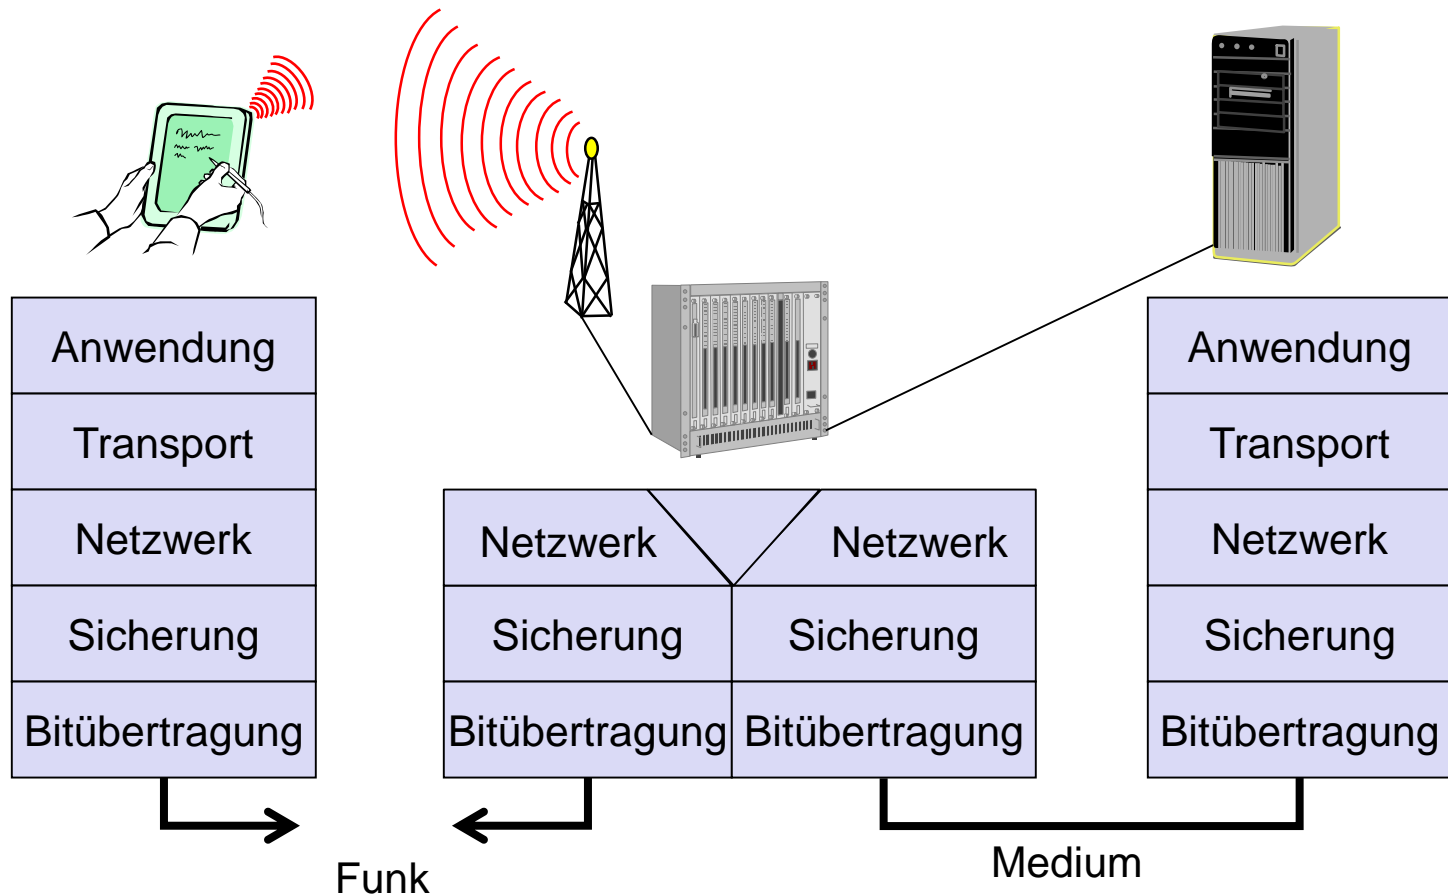 Anwendung
Transport
Netzwerk
Sicherung
Bitübertragung
Netzwerk Netzwerk
Sicherung Sicherung
Bitübertragung Bitübertragung
Anwendung
Transport
Netzwerk
Sicherung
Bitübertragung
Funk
Medium